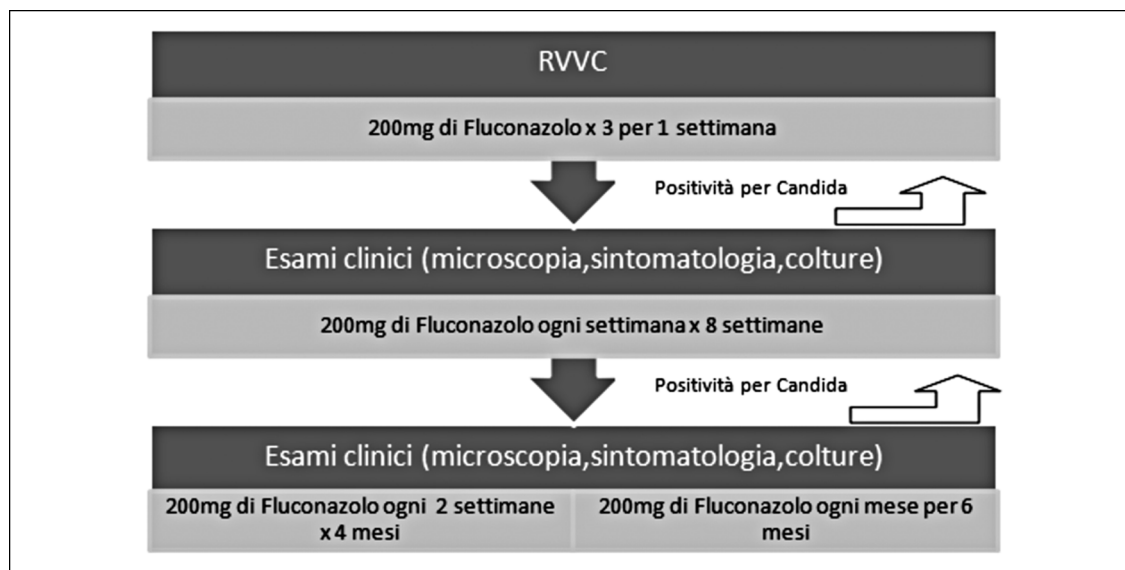 RVVC
200mg di Fluconazolo x 3 per 1 settimana
Positività per Candida
Esami clinici (microscopia,sintomatologia,colture)
200mg di Fluconazolo ogni settimana x 8 settimane
Positività per Candida
Esami clinici (microscopia,sintomatologia,colture)
200mg di Fluconazolo ogni 2 settimane
x 4 mesi
200mg di Fluconazolo ogni mese per 6
mesi